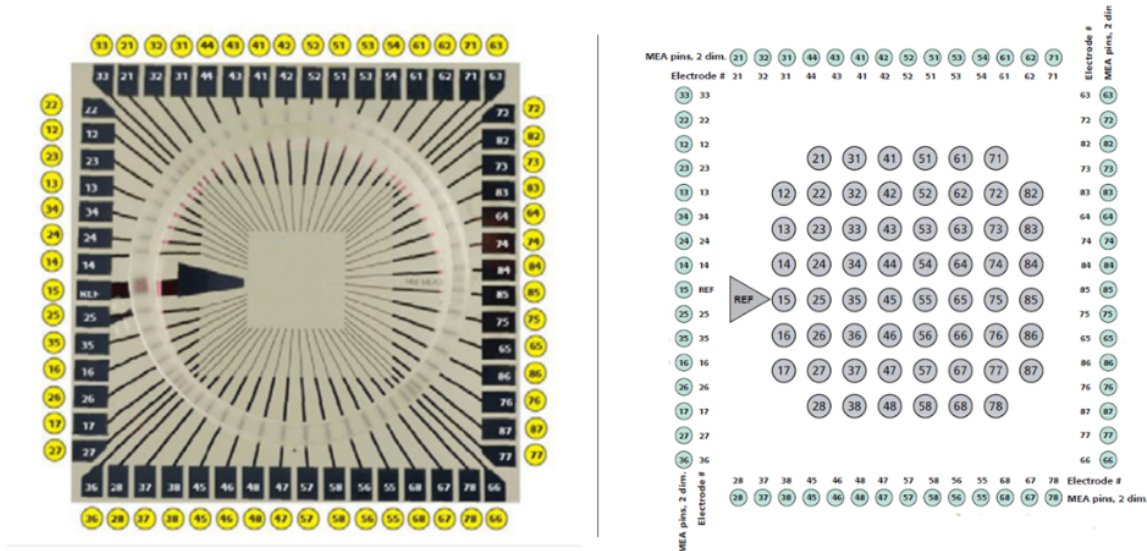 33 21 32 31 44 43 41 42 52 51 53 54 61 62 71 63
33 21 32 31 44 43 41 42 52 51 53 54 61 62 71 63
22 22 72 72
12 12 82 82
23 23 73 73
13 13 83 83
34 34 64 64
24 24 74 74
14 14 84 84
15 REF 85 85
25 25 75 75
35 35 65 65
16 16 86 86
26 26 76 76
17 17 87 87
27 27 77 77
36 28 37 38 45 46 48 47 57 58 56 55 68 67 78 66
36 28 37 38 45 46 48 47 57 58 56 55 68 67 78 66
MEA pins, 2 dim. 21 32 31 44 43 41 42 52 51 53 54 61 62 71
Electrode # 21 32 31 44 43 41 42 52 51 53 54 61 62 71
Electrode #
MEA pins, 2 dim.
33 33 63 63
22 22 72 72
12 12 82 82
23 23 73 73
13 13 83 83
34 34 64 64
24 24 74 74
14 14 84 84
15 REF 85 85
25 25 75 75
35 35 65 65
16 16 86 86
26 26 76 76
17 17 87 87
27 27 77 77
36 36 66 66
21 31 41 51 61 71
12 22 32 42 52 62 72 82
13 23 33 43 53 63 73 83
14 24 34 44 54 64 74 84
REF 15 25 35 45 55 65 75 85
16 26 36 46 56 66 76 86
17 27 37 47 57 67 77 87
28 38 48 58 68 78
28 37 38 45 46 48 47 57 58 56 55 68 67 78 Electrode #
28 37 38 45 46 48 47 57 58 56 55 68 67 78 MEA pins, 2 dim.
MEA pins, 2 dim.
Electrode #